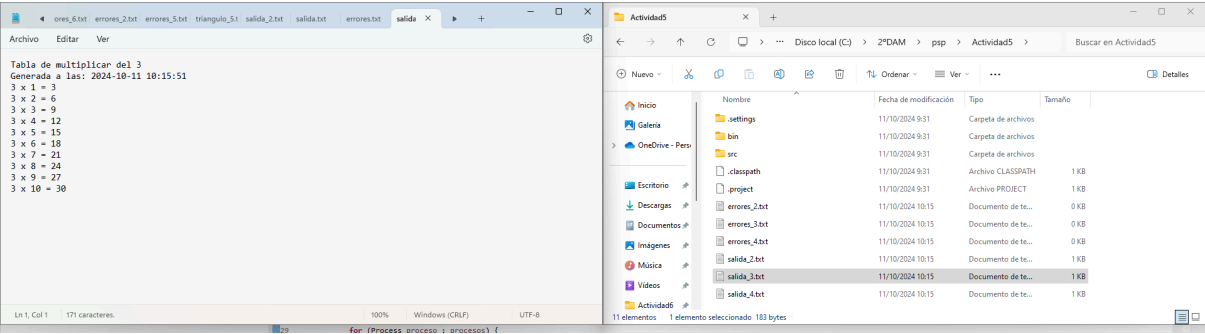 ores_6.txt errores_2.txt errores_5.txt triangulo_5.t salida_2.txt salida.txt errores.txt salida
Archivo Editar Ver
Tabla de multiplicar del 3
Generada a las: 2024-10-11 10:15:51
3 x 1 = 3
3 x 2 = 6
3 x 3 = 9
3 x 4 = 12
3 x 5 = 15
3 x 6 = 18
3 x 7 = 21
3 x 8 = 24
3 x 9 = 27
3 x 10 = 30
Ln 1, Col 1 171 caracteres. 100% Windows (CRLF) UTF-8
29 for (Process proceso : procesos) {
Actividad5
Disco local (C:) > 2ºDAM > psp > Actividad5 > Buscar en Actividad5
Nuevo Ordenar Ver ... Detalles
Inicio
Galería
OneDrive - Pers
Escritorio
Descargas
Documentos
Imágenes
Música
Vídeos
Actividad6
Nombre Fecha de modificación Tipo Tamaño
.settings 11/10/2024 9:31 Carpeta de archivos
bin 11/10/2024 9:31 Carpeta de archivos
src 11/10/2024 9:31 Carpeta de archivos
.classpath 11/10/2024 9:31 Archivo CLASSPATH 1 KB
.project 11/10/2024 9:31 Archivo PROJECT 1 KB
errores_2.txt 11/10/2024 10:15 Documento de te... 0 KB
errores_3.txt 11/10/2024 10:15 Documento de te... 0 KB
errores_4.txt 11/10/2024 10:15 Documento de te... 0 KB
salida_2.txt 11/10/2024 10:15 Documento de te... 1 KB
salida_3.txt 11/10/2024 10:15 Documento de te... 1 KB
salida_4.txt 11/10/2024 10:15 Documento de te... 1 KB
11 elementos 1 elemento seleccionado 183 bytes